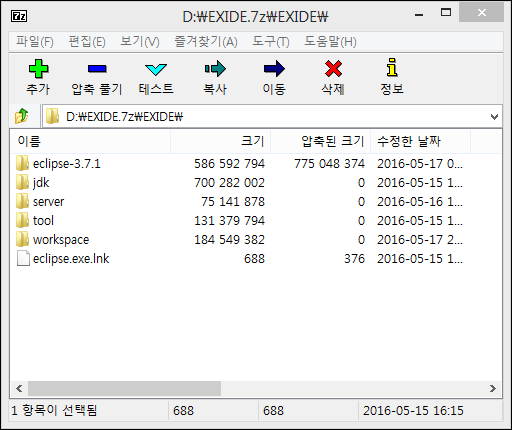 D:₩EXIDE.7z₩EXIDE₩
파일(F) 편집(E) 보기(V) 즐겨찾기(A) 도구(T) 도움말(H)
추가 압축 풀기 테스트 복사 이동 삭제 정보
D:₩EXIDE.7z₩EXIDE₩
이름 크기 압축된 크기 수정한 날짜
eclipse-3.7.1 586 592 794 775 048 374 2016-05-17 0...
jdk 700 282 002 0 2016-05-15 1...
server 75 141 878 0 2016-05-16 1...
tool 131 379 794 0 2016-05-15 1...
workspace 184 549 382 0 2016-05-17 2...
eclipse.exe.lnk 688 376 2016-05-15 1...
1 항목이 선택됨 688 688 2016-05-15 16:15